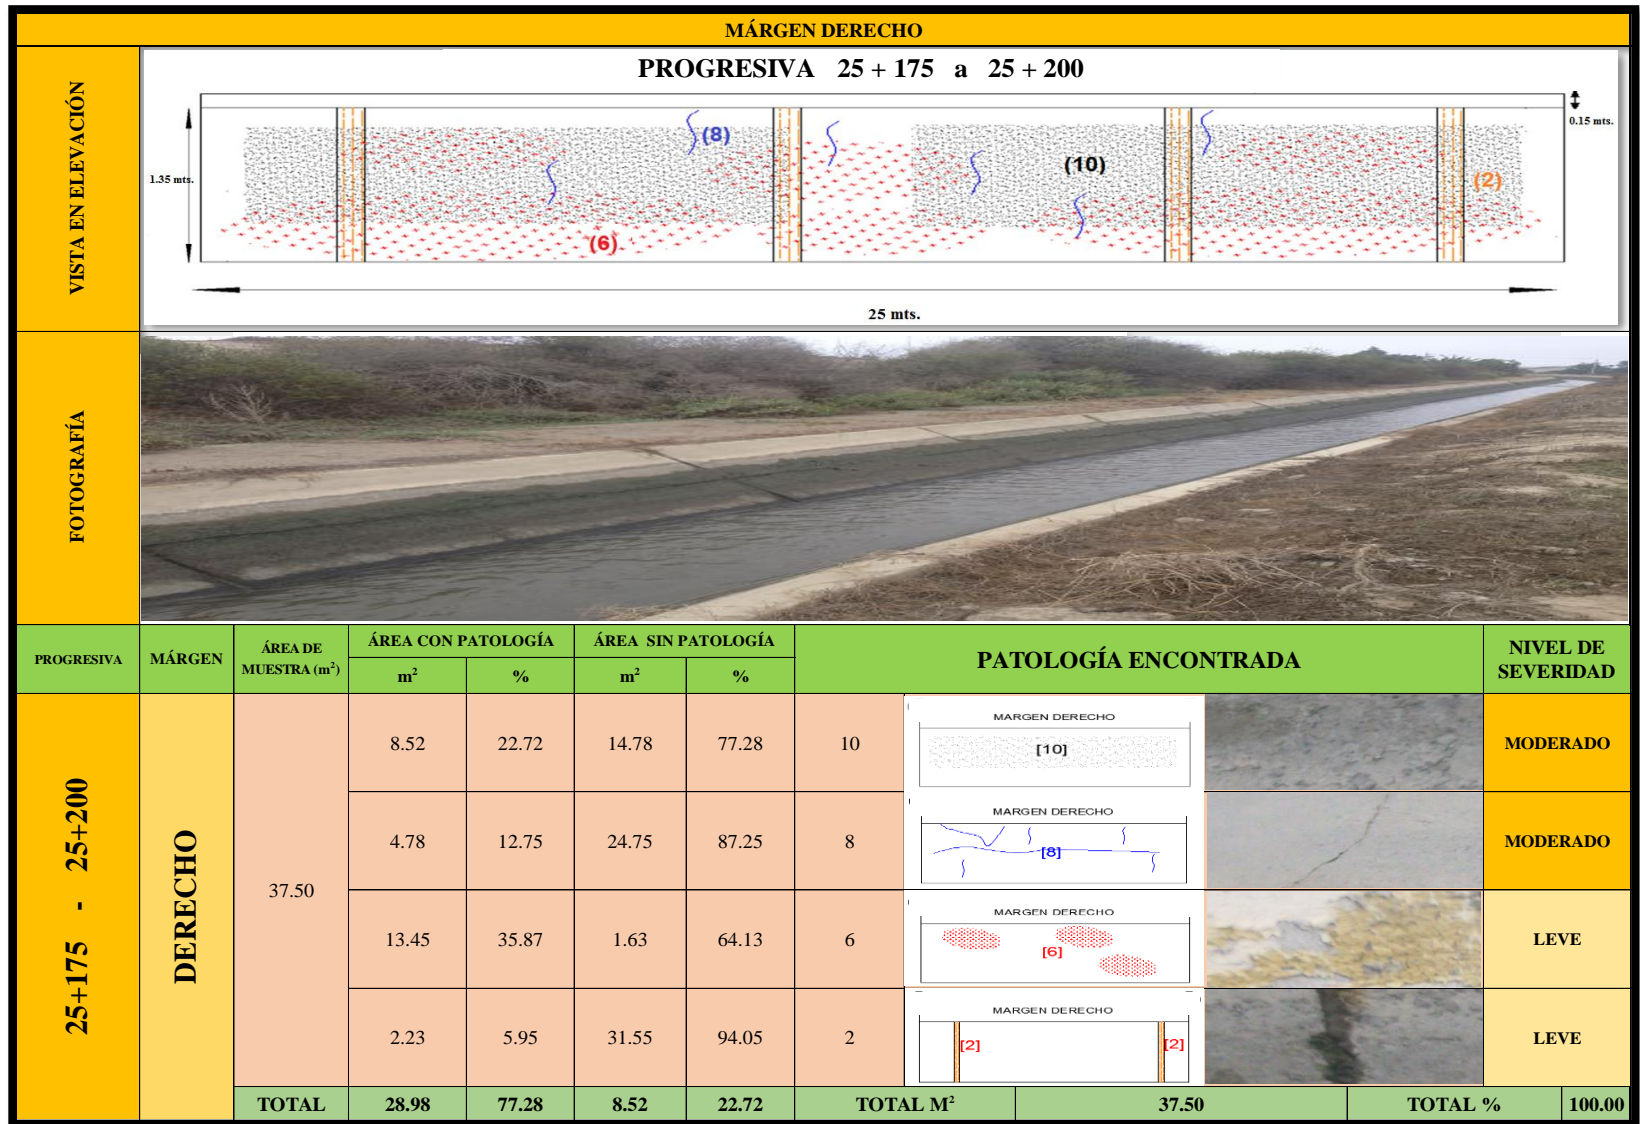 MÁRGEN DERECHO
VISTA EN ELEVACIÓN
PROGRESIVA 25 + 175 a 25 + 200
0.15 mts.
1.35 mts.
(8)
(10)
(2)
(6)
25 mts.
FOTOGRAFÍA
PROGRESIVA
MÁRGEN
ÁREA DE
MUESTRA (m²)
ÁREA CON PATOLOGÍA
ÁREA SIN PATOLOGÍA
PATOLOGÍA ENCONTRADA
NIVEL DE
SEVERIDAD
m² % m² %
25+175 - 25+200
DERECHO
37.50
8.52 22.72 14.78 77.28 10
MARGEN DERECHO
[10]
MODERADO
4.78 12.75 24.75 87.25 8
MARGEN DERECHO
[8]
MODERADO
13.45 35.87 1.63 64.13 6
MARGEN DERECHO
[6]
LEVE
2.23 5.95 31.55 94.05 2
MARGEN DERECHO
[2] [2]
LEVE
TOTAL 28.98 77.28 8.52 22.72 TOTAL M² 37.50 TOTAL % 100.00